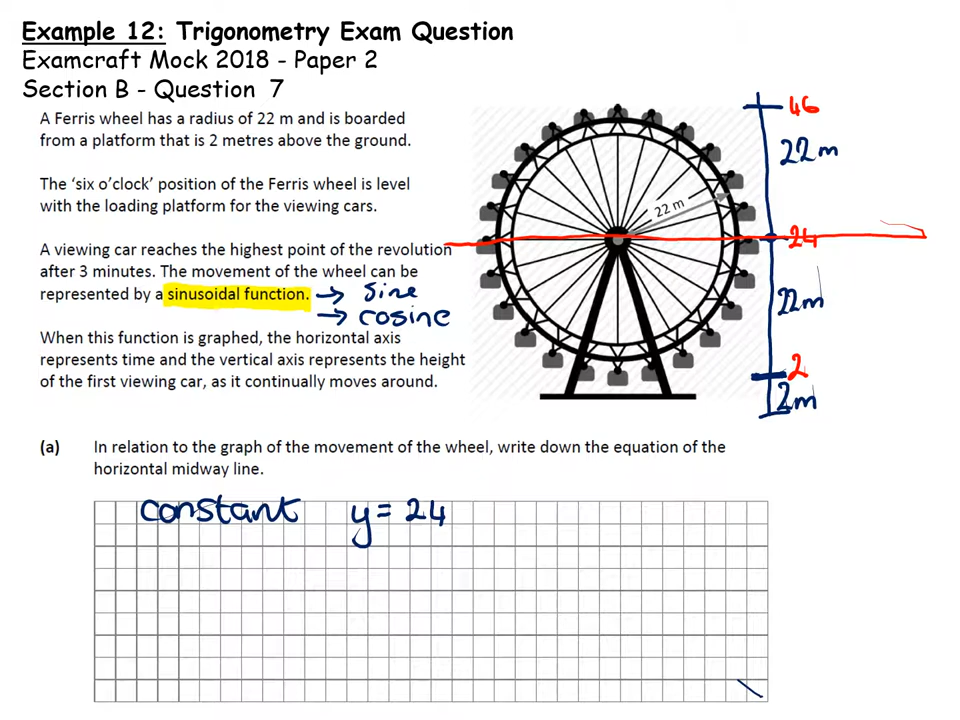 Example 12: Trigonometry Exam Question
Examcraft Mock 2018 - Paper 2
Section B - Question 7
A Ferris wheel has a radius of 22 m and is boarded
from a platform that is 2 metres above the ground.
The 'six o'clock' position of the Ferris wheel is level
with the loading platform for the viewing cars.
A viewing car reaches the highest point of the revolution
after 3 minutes. The movement of the wheel can be
represented by a sinusoidal function. → sine
→ cosine
When this function is graphed, the horizontal axis
represents time and the vertical axis represents the height
of the first viewing car, as it continually moves around.
22 m
46
22m
24
22m
2
2m
(a) In relation to the graph of the movement of the wheel, write down the equation of the
horizontal midway line.
constant y = 24